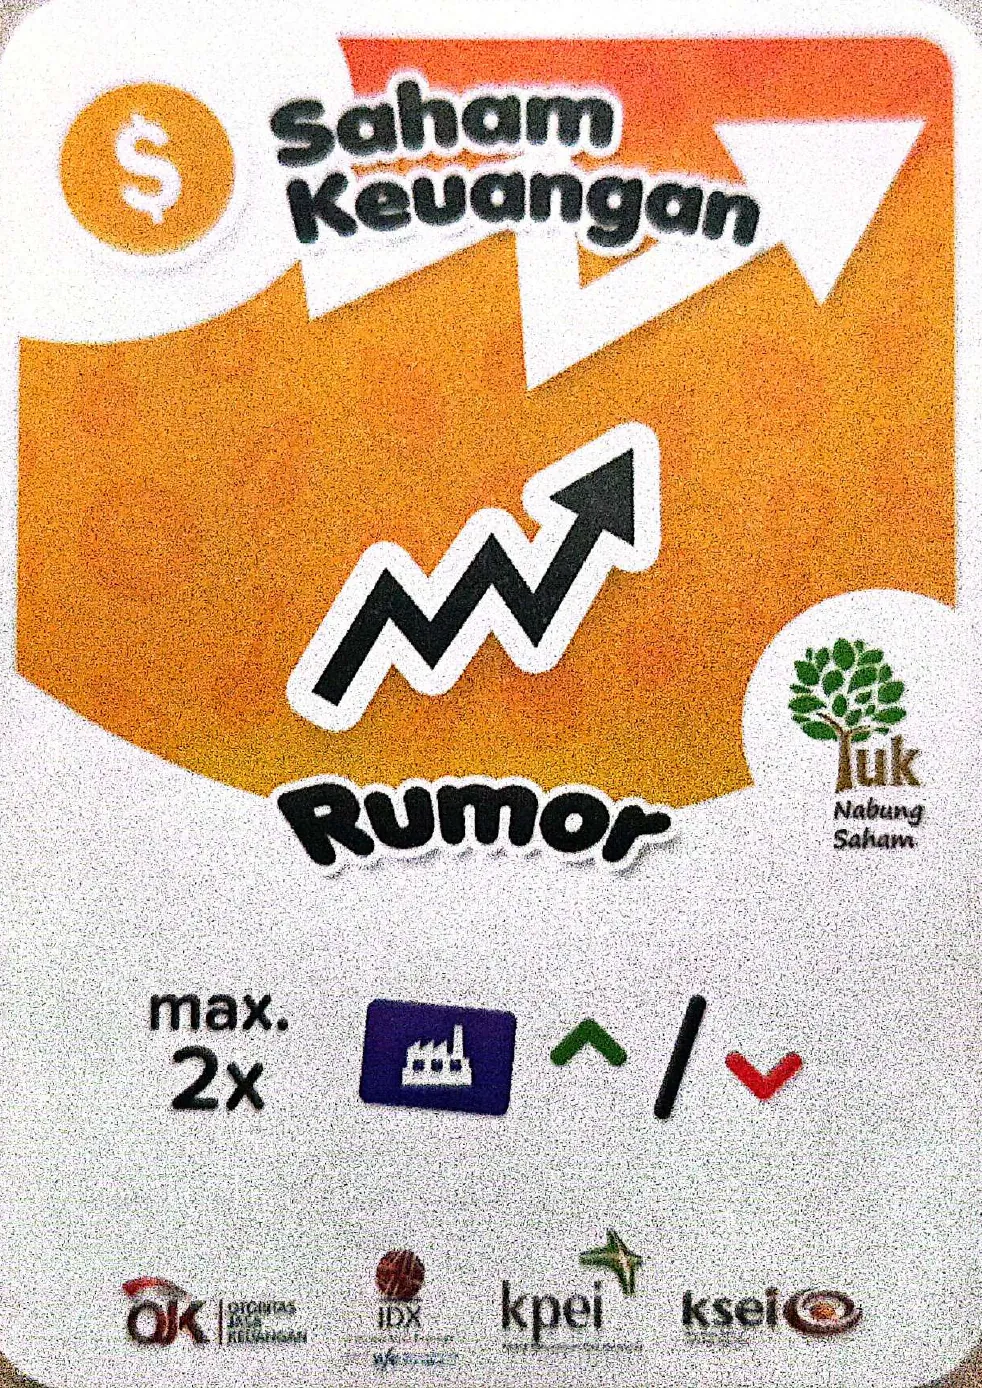 $
Saham
Keuangan
Yuk
Nabung
Saham
Rumor
max.
2x
/
OJK
OTORITAS
JASA
KEUANGAN
IDX
kpei
ksei